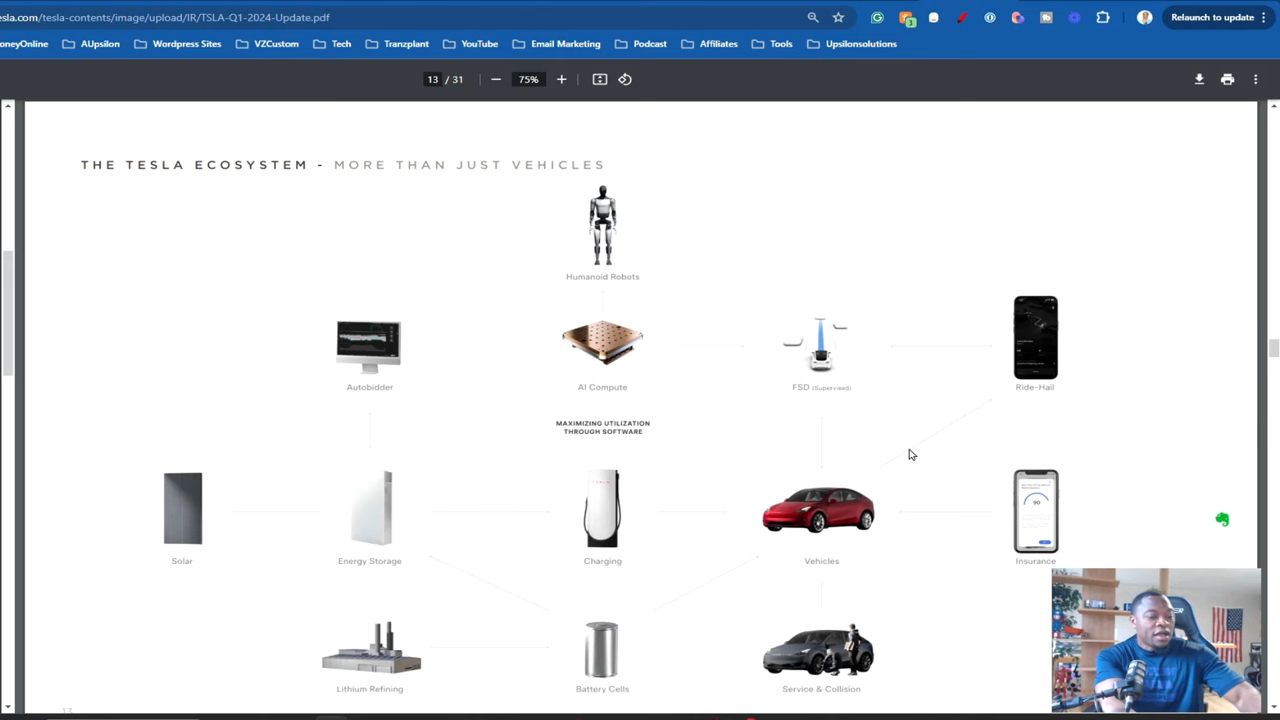 esla.com/tesla-contents/image/upload/IR/TSLA-Q1-2024-Update.pdf
Relaunch to update
oneyOnline
AUpsilon
Wordpress Sites
VZCustom
Tech
Tranzplant
YouTube
Email Marketing
Podcast
Affiliates
Tools
Upsilonsolutions
13 / 31
75%
THE TESLA ECOSYSTEM - MORE THAN JUST VEHICLES
Humanoid Robots
Autobidder
AI Compute
FSD (Supervised)
Ride-Hail
MAXIMIZING UTILIZATION
THROUGH SOFTWARE
Solar
Energy Storage
Charging
Vehicles
Insurance
90
Lithium Refining
Battery Cells
Service & Collision
13